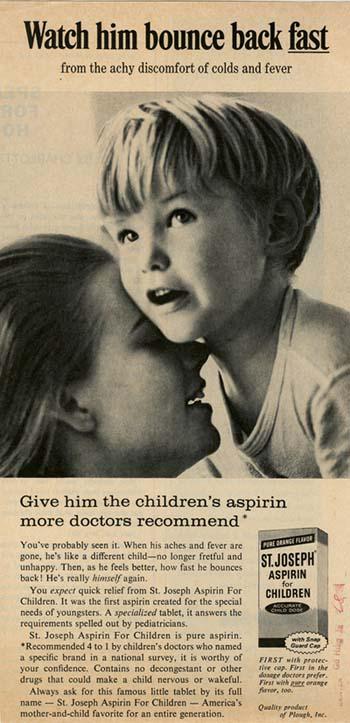 Watch him bounce back fast
from the achy discomfort of colds and fever
Give him the children's aspirin
more doctors recommend*
You've probably seen it. When his aches and fever are
gone, he's like a different child—no longer fretful and
unhappy. Then, as he feels better, how fast he bounces
back! He's really himself again.
You expect quick relief from St. Joseph Aspirin For
Children. It was the first aspirin created for the special
needs of youngsters. A specialized tablet, it answers the
requirements spelled out by pediatricians.
St. Joseph Aspirin For Children is pure aspirin.
*Recommended 4 to 1 by children's doctors who named
a specific brand in a national survey, it is worthy of
your confidence. Contains no decongestant or other
drugs that could make a child nervous or wakeful.
Always ask for this famous little tablet by its full
name — St. Joseph Aspirin For Children — America's
mother-and-child favorite for an entire generation.
PURE ORANGE FLAVOR
ST. JOSEPH
ASPIRIN
for
CHILDREN
ACCURATE
CHILD DOSE
with Snap
Guard Cap
FIRST with protec-
tive cap. First in the
dosage doctors prefer.
First with pure orange
flavor, too.
Quality product
of Plough, Inc.